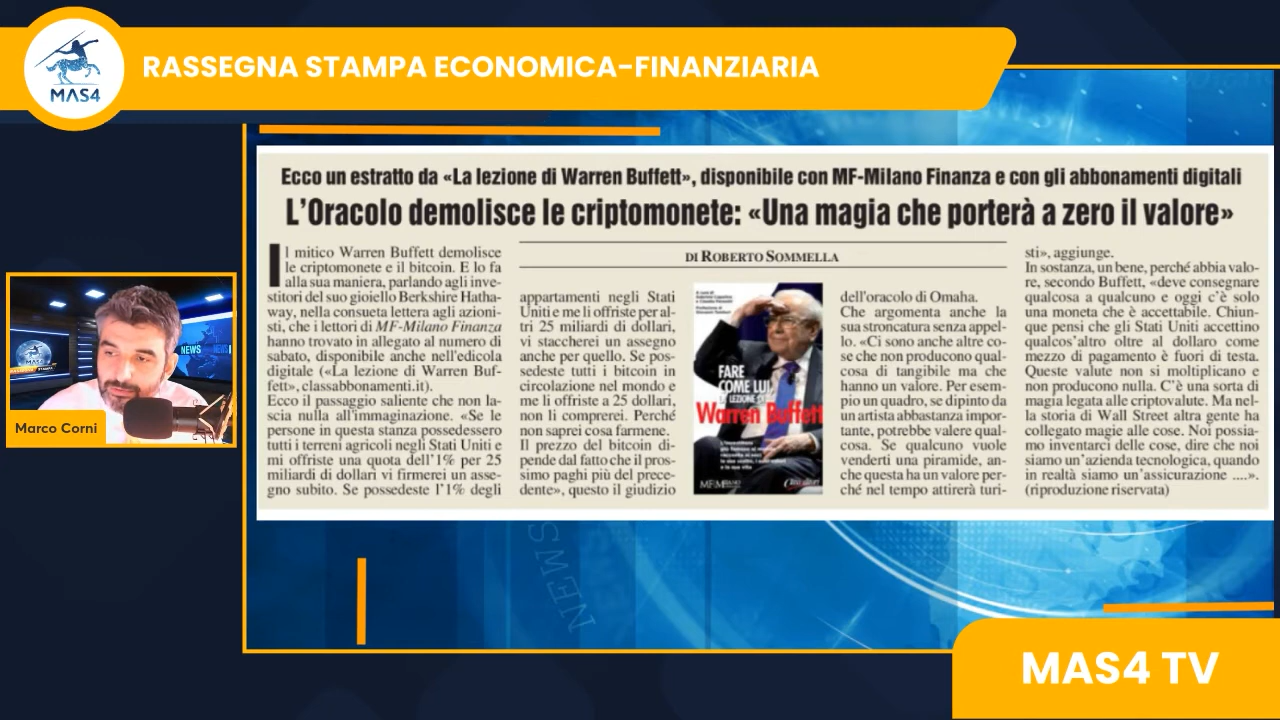 RASSEGNA STAMPA ECONOMICA-FINANZIARIA
MAS4
Ecco un estratto da «La lezione di Warren Buffett», disponibile con MF-Milano Finanza e con gli abbonamenti digitali
L'Oracolo demolisce le criptomonete: «Una magia che porterà a zero il valore»
DI ROBERTO SOMMELLA
Il mitico Warren Buffett demolisce
le criptomonete e il bitcoin. E lo fa
alla sua maniera, parlando agli inve-
stitori del suo gioiello Berkshire Hatha-
way, nella consueta lettera agli azioni-
sti, che i lettori di MF-Milano Finanza
hanno trovato in allegato al numero di
sabato, disponibile anche nell'edicola
digitale («La lezione di Warren Buf-
fett», classabbonamenti.it).
Ecco il passaggio saliente che non la-
scia nulla all'immaginazione. «Se le
persone in questa stanza possedessero
tutti i terreni agricoli negli Stati Uniti e
mi offriste una quota dell'1% per 25
miliardi di dollari vi firmerei un asse-
gno subito. Se possedeste l'1% degli
appartamenti negli Stati
Uniti e me li offriste per al-
tri 25 miliardi di dollari,
vi staccherei un assegno
anche per quello. Se pos-
sedeste tutti i bitcoin in
circolazione nel mondo e
me li offriste a 25 dollari,
non li comprerei. Perché
non saprei cosa farmene.
Il prezzo del bitcoin di-
pende dal fatto che il pros-
simo paghi più del prece-
dente», questo il giudizio
FARE
COME LUI
Warren Buffett
dell'oracolo di Omaha.
Che argomenta anche la
sua stroncatura senza appel-
lo. «Ci sono anche altre co-
se che non producono qual-
cosa di tangibile ma che
hanno un valore. Per esem-
pio un quadro, se dipinto da
un artista abbastanza impor-
tante, potrebbe valere qual-
cosa. Se qualcuno vuole
venderti una piramide, an-
che questa ha un valore per-
ché nel tempo attirerà turi-
sti», aggiunge.
In sostanza, un bene, perché abbia valo-
re, secondo Buffett, «deve consegnare
qualcosa a qualcuno e oggi c'è solo
una moneta che è accettabile. Chiun-
que pensi che gli Stati Uniti accettino
qualcos'altro oltre al dollaro come
mezzo di pagamento è fuori di testa.
Queste valute non si moltiplicano e
non producono nulla. C'è una sorta di
magia legata alle criptovalute. Ma nel-
la storia di Wall Street altra gente ha
collegato magie alle cose. Noi possia-
mo inventarci delle cose, dire che noi
siamo un'azienda tecnologica, quando
in realtà siamo un'assicurazione ....».
(riproduzione riservata)
NEWS
Marco Corni
NEWS
MAS4 TV